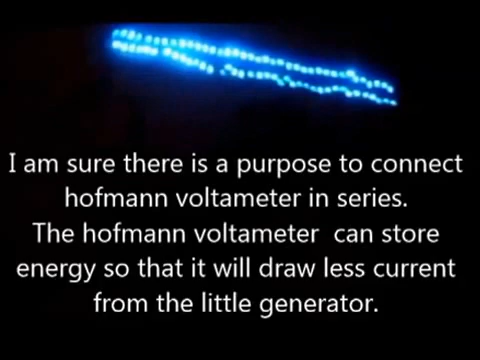 I am sure there is a purpose to connect
hofmann voltameter in series.
The hofmann voltameter  can store
energy so that it will draw less current
from the little generator.